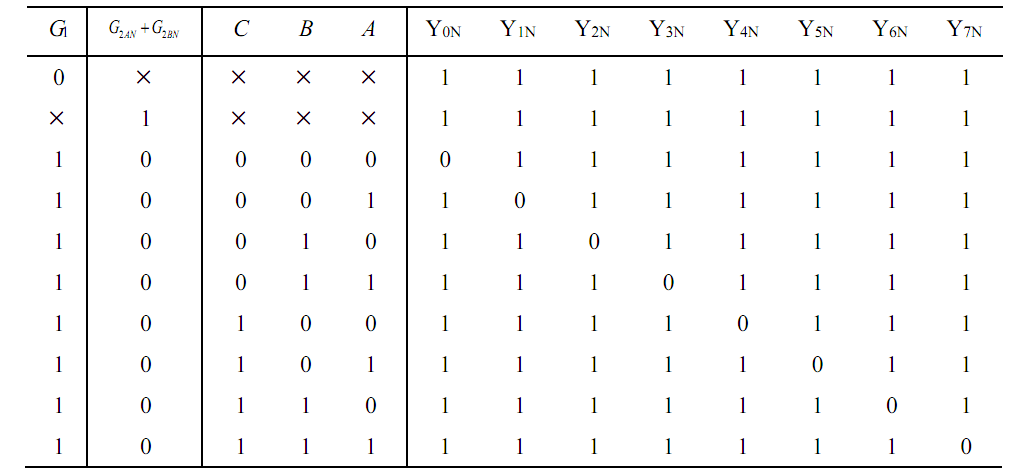 G1 G2AN+G2BN C B A Y0N Y1N Y2N Y3N Y4N Y5N Y6N Y7N
0 × × × × 1 1 1 1 1 1 1 1
× 1 × × × 1 1 1 1 1 1 1 1
1 0 0 0 0 0 1 1 1 1 1 1 1
1 0 0 0 1 1 0 1 1 1 1 1 1
1 0 0 1 0 1 1 0 1 1 1 1 1
1 0 0 1 1 1 1 1 0 1 1 1 1
1 0 1 0 0 1 1 1 1 0 1 1 1
1 0 1 0 1 1 1 1 1 1 0 1 1
1 0 1 1 0 1 1 1 1 1 1 0 1
1 0 1 1 1 1 1 1 1 1 1 1 0